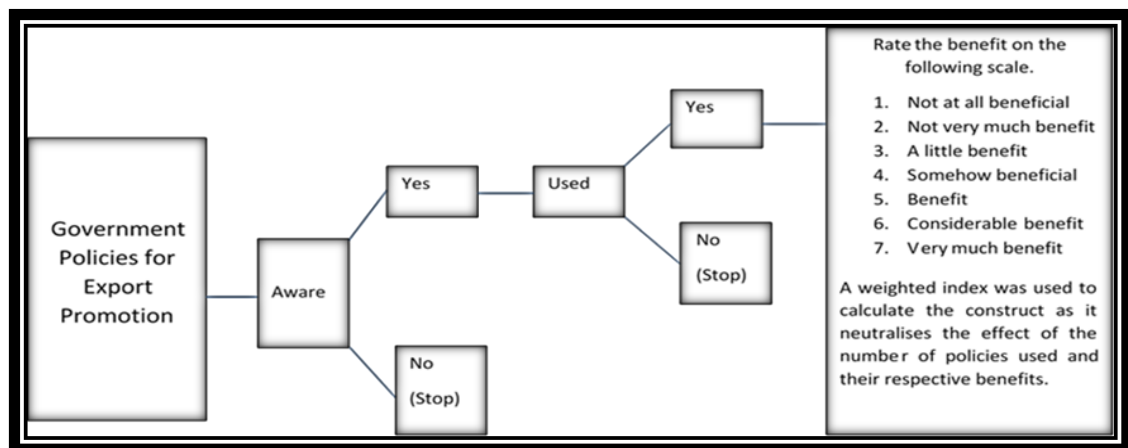 Government
Policies for
Export
Promotion
Aware
Yes
No
(Stop)
Used
Yes
No
(Stop)
Rate the benefit on the
following scale.
1. Not at all beneficial
2. Not very much benefit
3. A little benefit
4. Somehow beneficial
5. Benefit
6. Considerable benefit
7. Very much benefit
A weighted index was used to
calculate the construct as it
neutralises the effect of the
number of policies used and
their respective benefits.